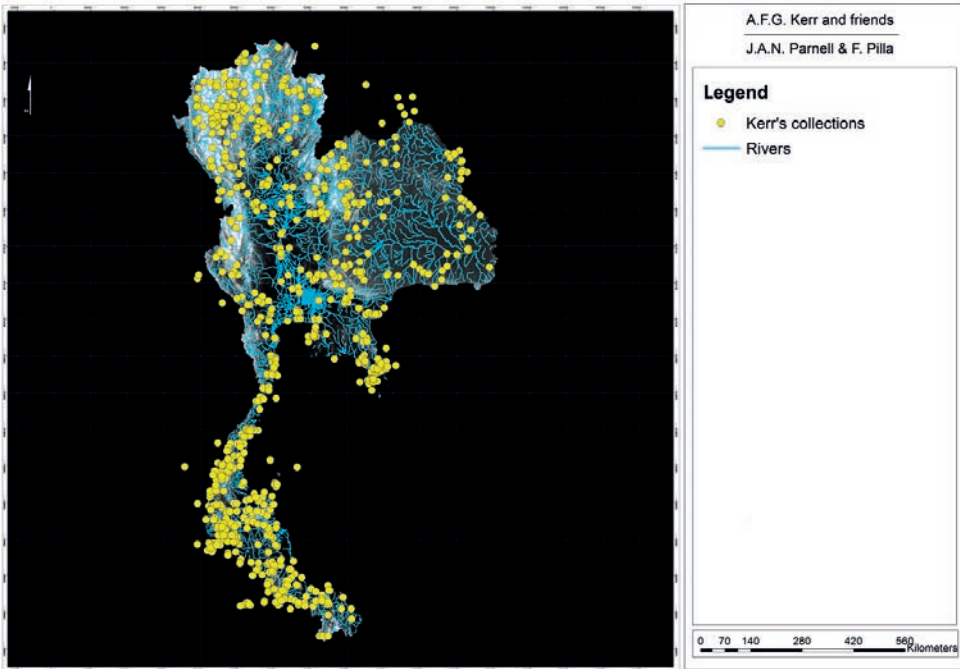 A.F.G. Kerr and friends
J.A.N. Parnell & F. Pilla
Legend
Kerr's collections
Rivers
0 70 140 280 420 560
Kilometers